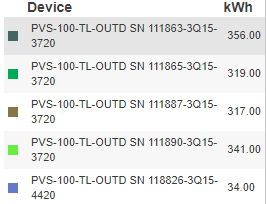 Device kWh
PVS-100-TL-OUTD SN 111863-3Q15-
3720 356.00
PVS-100-TL-OUTD SN 111865-3Q15-
3720 319.00
PVS-100-TL-OUTD SN 111887-3Q15-
3720 317.00
PVS-100-TL-OUTD SN 111890-3Q15-
3720 341.00
PVS-100-TL-OUTD SN 118826-3Q15-
4420 34.00